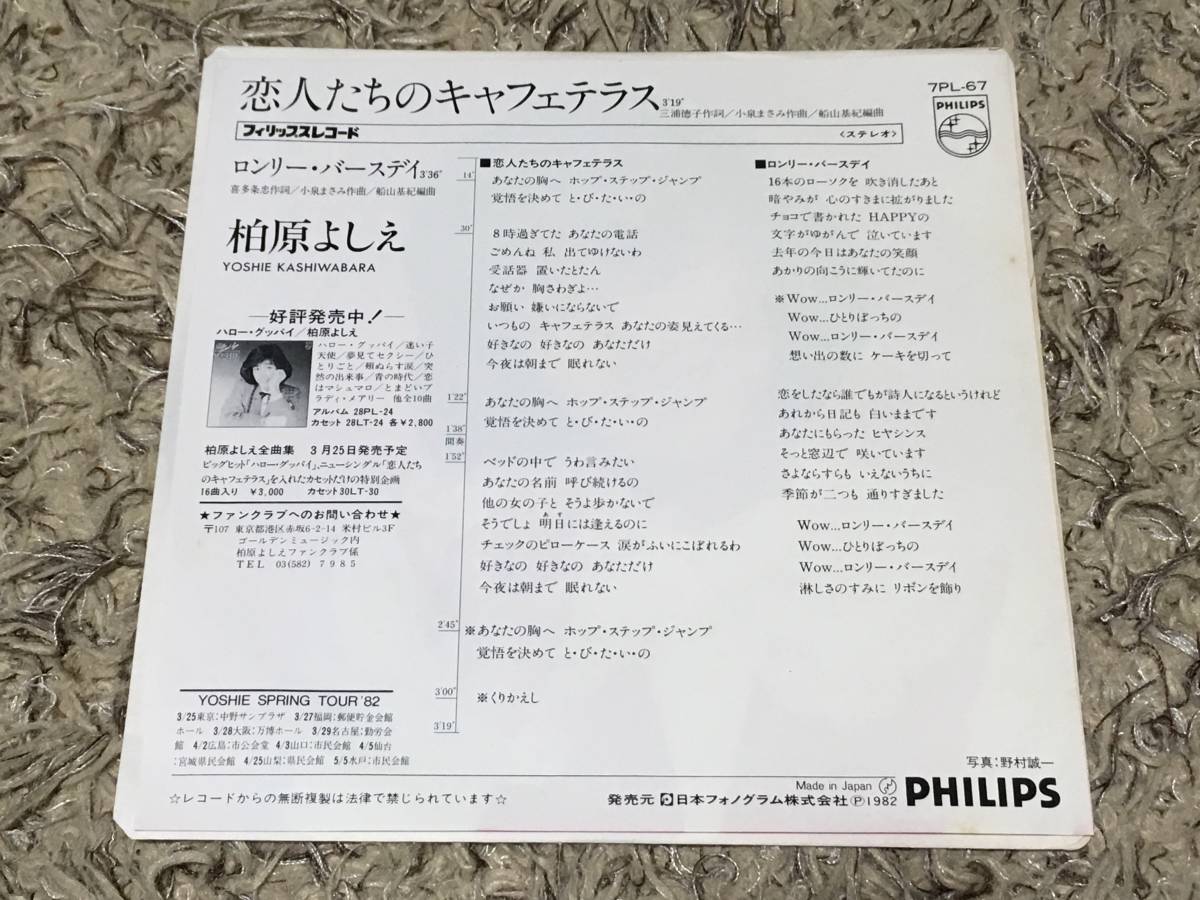 恋人たちのキャフェテラス 3'19"
三浦徳子作詞／小泉まさみ作曲／船山基紀編曲
7PL-67
PHILIPS
フィリップスレコード
〈ステレオ〉
ロンリー・バースデイ 3'36"
喜多条忠作詞／小泉まさみ作曲／船山基紀編曲
柏原よしえ
YOSHIE KASHIWABARA
—好評発売中!—
ハロー・グッバイ／柏原よしえ
ハロー・グッバイ／迷い子
天使／夢見てセクシー／ひ
とりごと／頬ぬらす涙／突
然の出来事／青の時代／恋
はマシュマロ／とまどいブ
ラディ・メアリー 他全10曲
アルバム 28PL-24
カセット 28LT-24 各￥2,800
柏原よしえ全曲集 3月25日発売予定
ビッグヒット「ハロー・グッバイ」、ニューシングル「恋人たち
のキャフェテラス」を入れたカセットだけの特別企画
16曲入り ￥3,000 カセット30LT-30
★ファンクラブへのお問い合わせ★
〒107 東京都港区赤坂6-2-14 米村ビル3F
ゴールデンミュージック内
柏原よしえファンクラブ係
TEL 03(582)7985
YOSHIE SPRING TOUR '82
3/25東京：中野サンプラザ 3/27福岡：郵便貯金会館
ホール 3/28大阪：万博ホール 3/29名古屋：勤労会
館 4/2広島：市公会堂 4/3山口：市民会館 4/5仙台
：宮城県民会館 4/25山梨：県民会館 5/5水戸：市民会館
14"
30"
1'22"
1'38"
間奏
1'52"
2'45"
3'00"
3'19"
■恋人たちのキャフェテラス
あなたの胸へ ホップ・ステップ・ジャンプ
覚悟を決めて と・び・た・い・の
8時過ぎてた あなたの電話
ごめんね 私 出てゆけないわ
受話器 置いたとたん
なぜか 胸さわぎよ…
お願い 嫌いにならないで
いつもの キャフェテラス あなたの姿見えてくる…
好きなの 好きなの あなただけ
今夜は朝まで 眠れない
あなたの胸へ ホップ・ステップ・ジャンプ
覚悟を決めて と・び・た・い・の
ベッドの中で うわ言みたい
あなたの名前 呼び続けるの
他の女の子と そうよ歩かないで
あす
そうでしょ 明日には逢えるのに
チェックのピローケース 涙がふいにこぼれるわ
好きなの 好きなの あなただけ
今夜は朝まで 眠れない
※あなたの胸へ ホップ・ステップ・ジャンプ
覚悟を決めて と・び・た・い・の
※くりかえし
■ロンリー・バースデイ
16本のローソクを 吹き消したあと
暗やみが 心のすきまに拡がりました
チョコで書かれた HAPPYの
文字がゆがんで 泣いています
去年の今日はあなたの笑顔
あかりの向こうに輝いてたのに
※Wow…ロンリー・バースデイ
Wow…ひとりぼっちの
Wow…ロンリー・バースデイ
想い出の数に ケーキを切って
恋をしたなら誰でもが詩人になるというけれど
あれから日記も 白いままです
あなたにもらった ヒヤシンス
そっと窓辺で 咲いています
さよならすらも いえないうちに
季節が二つも 通りすぎました
Wow…ロンリー・バースデイ
Wow…ひとりぼっちの
Wow…ロンリー・バースデイ
淋しさのすみに リボンを飾り
写真：野村誠一
☆レコードからの無断複製は法律で禁じられています☆
Made in Japan
発売元 日本フォノグラム株式会社 Ⓟ1982
PHILIPS